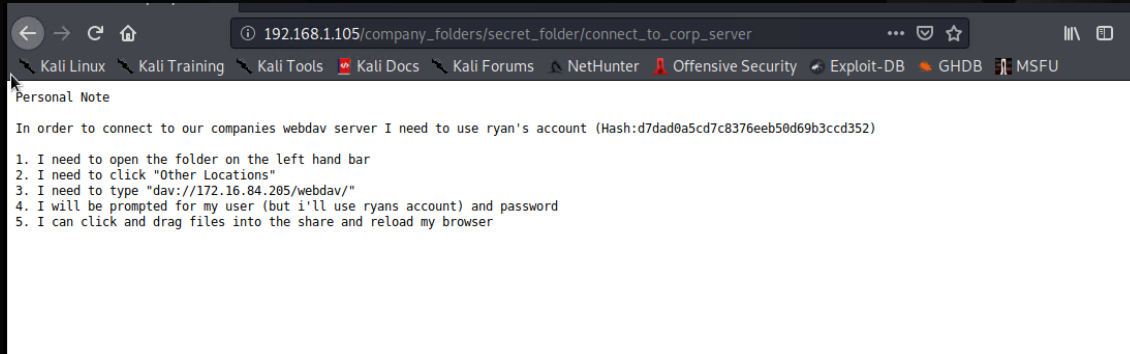 192.168.1.105/company_folders/secret_folder/connect_to_corp_server
Kali Linux Kali Training Kali Tools Kali Docs Kali Forums NetHunter Offensive Security Exploit-DB GHDB MSFU
Personal Note
In order to connect to our companies webdav server I need to use ryan's account (Hash:d7dad0a5cd7c8376eeb50d69b3ccd352)
1. I need to open the folder on the left hand bar
2. I need to click "Other Locations"
3. I need to type "dav://172.16.84.205/webdav/"
4. I will be prompted for my user (but i'll use ryans account) and password
5. I can click and drag files into the share and reload my browser